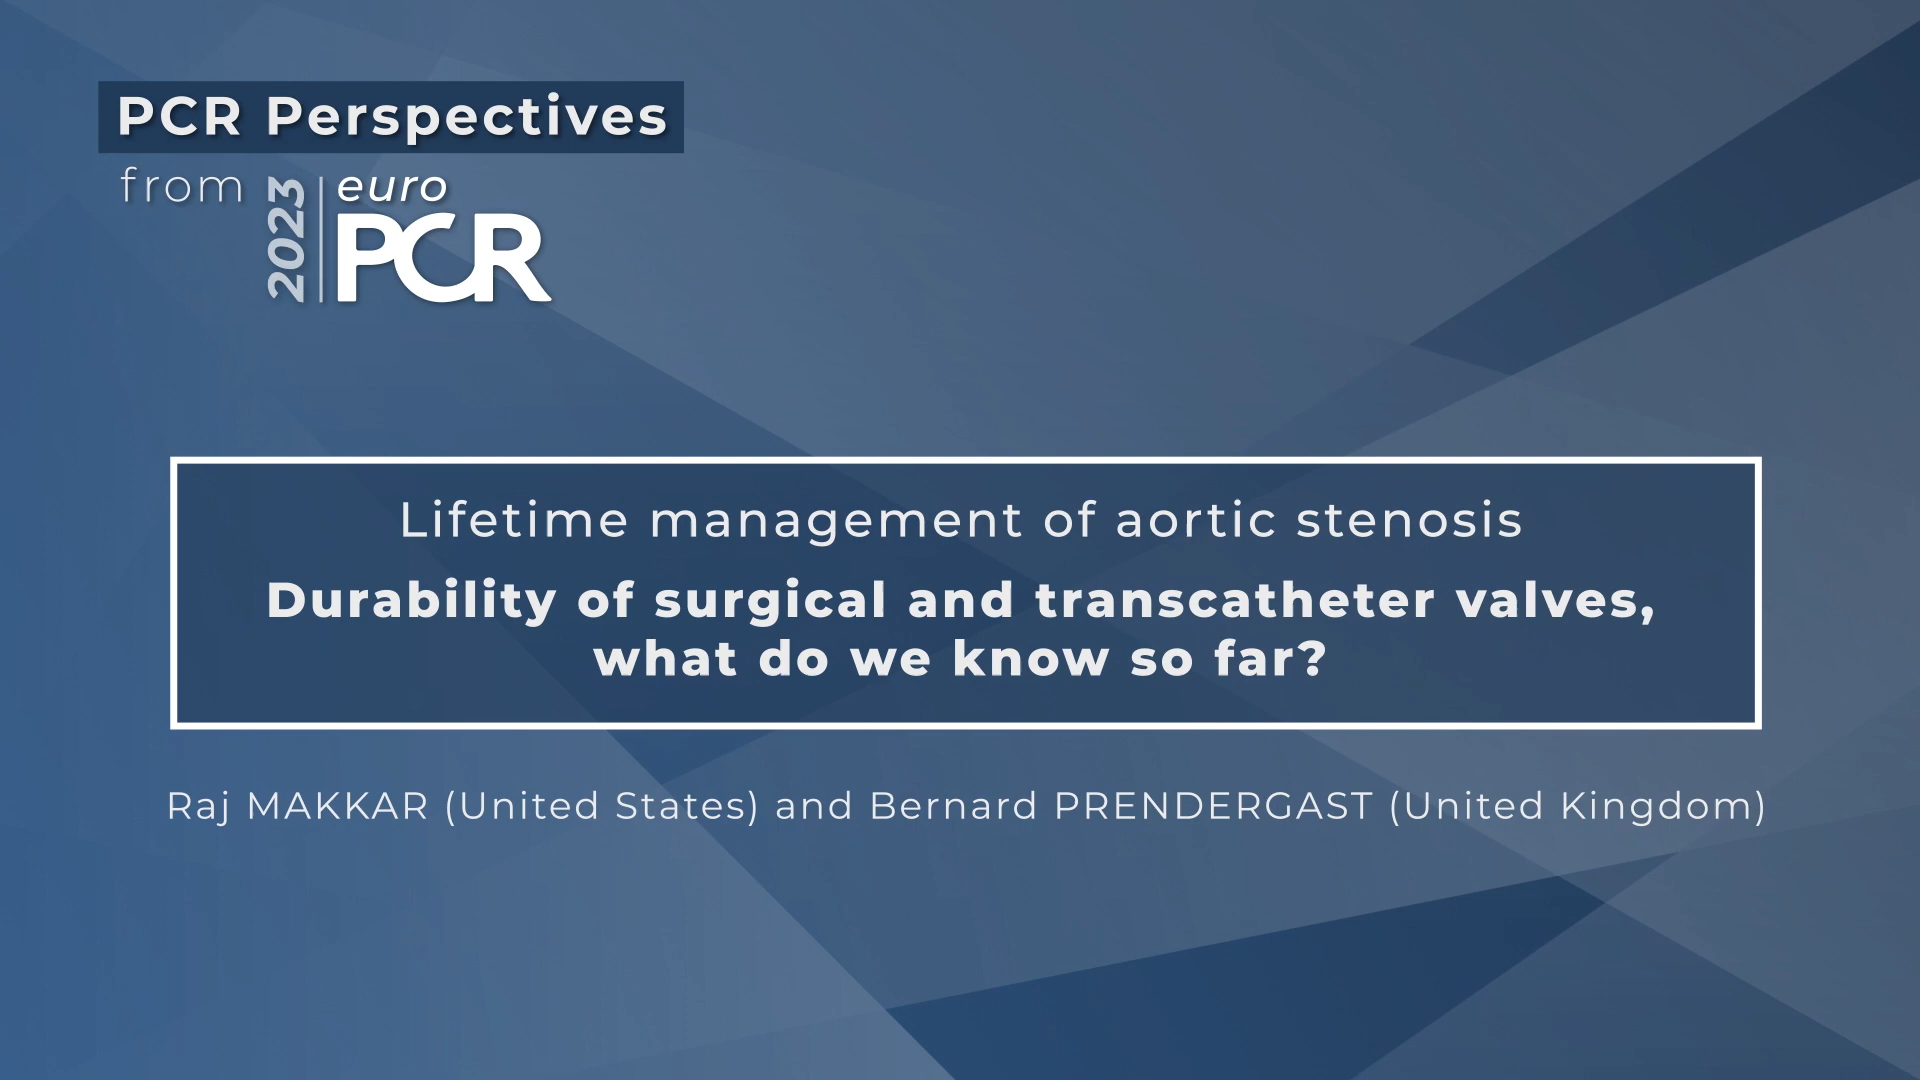 PCR Perspectives
from 2023 euro
PCR
Lifetime management of aortic stenosis
Durability of surgical and transcatheter valves,
what do we know so far?
Raj MAKKAR (United States) and Bernard PRENDERGAST (United Kingdom)